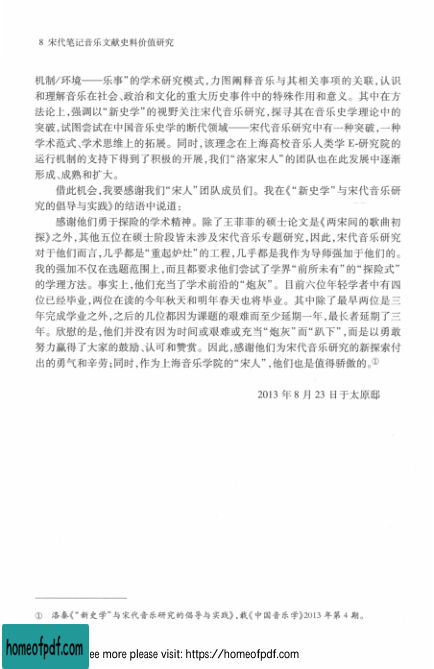 8 宋代笔记音乐文献史料价值研究
机制/环境——乐事”的学术研究模式,力图阐释音乐与其相关事项的关联,认识
和理解音乐在社会、政治和文化的重大历史事件中的特殊作用和意义。其中在方
法论上,强调以“新史学”的视野关注宋代音乐研究,探寻其在音乐史学理论中的
突破,试图尝试在中国音乐史学的断代领域——宋代音乐研究中有一种突破,一种
学术范式、学术思维上的拓展。同时,该理念在上海高校音乐人类学 E-研究院的
运行机制的支持下得到了积极的开展,我们“洛家宋人”的团队也在此发展中逐渐
形成、成熟和扩大。
借此机会,我要感谢我们“宋人”团队成员们。我在《“新史学”与宋代音乐研
究的倡导与实践》的结语中说道:
感谢他们勇于探险的学术精神。除了王菲菲的硕士论文是《两宋间的歌曲初
探》之外,其他五位在硕士阶段皆未涉及宋代音乐专题研究,因此,宋代音乐研究
对于他们而言,几乎都是“重起炉灶”的工程,几乎都是我作为导师强加于他们的。
我的强加不仅在选题范围上,而且都要求他们尝试了学界“前所未有”的“探险式”
的学理方法。事实上,他们充当了学术前沿的“炮灰”。目前六位年轻学者中有四
位已经毕业,两位在读的今年秋天和明年春天也将毕业。其中除了最早两位是三
年完成学业之外,之后的几位都因为课题的艰难而至少延期一年,最长者延期了三
年。欣慰的是,他们并没有因为时间或艰难或充当“炮灰”而“趴下”,而是以勇敢
努力赢得了大家的鼓励、认可和赞赏。因此,感谢他们为宋代音乐研究的新探索付
出的勇气和辛劳;同时,作为上海音乐学院的“宋人”,他们也是值得骄傲的。①
2013 年 8 月 23 日于太原邸
① 洛秦《“新史学”与宋代音乐研究的倡导与实践》,载《中国音乐学》2013 年第 4 期。
homeofpdf.com
ee more please visit: https://homeofpdf.com